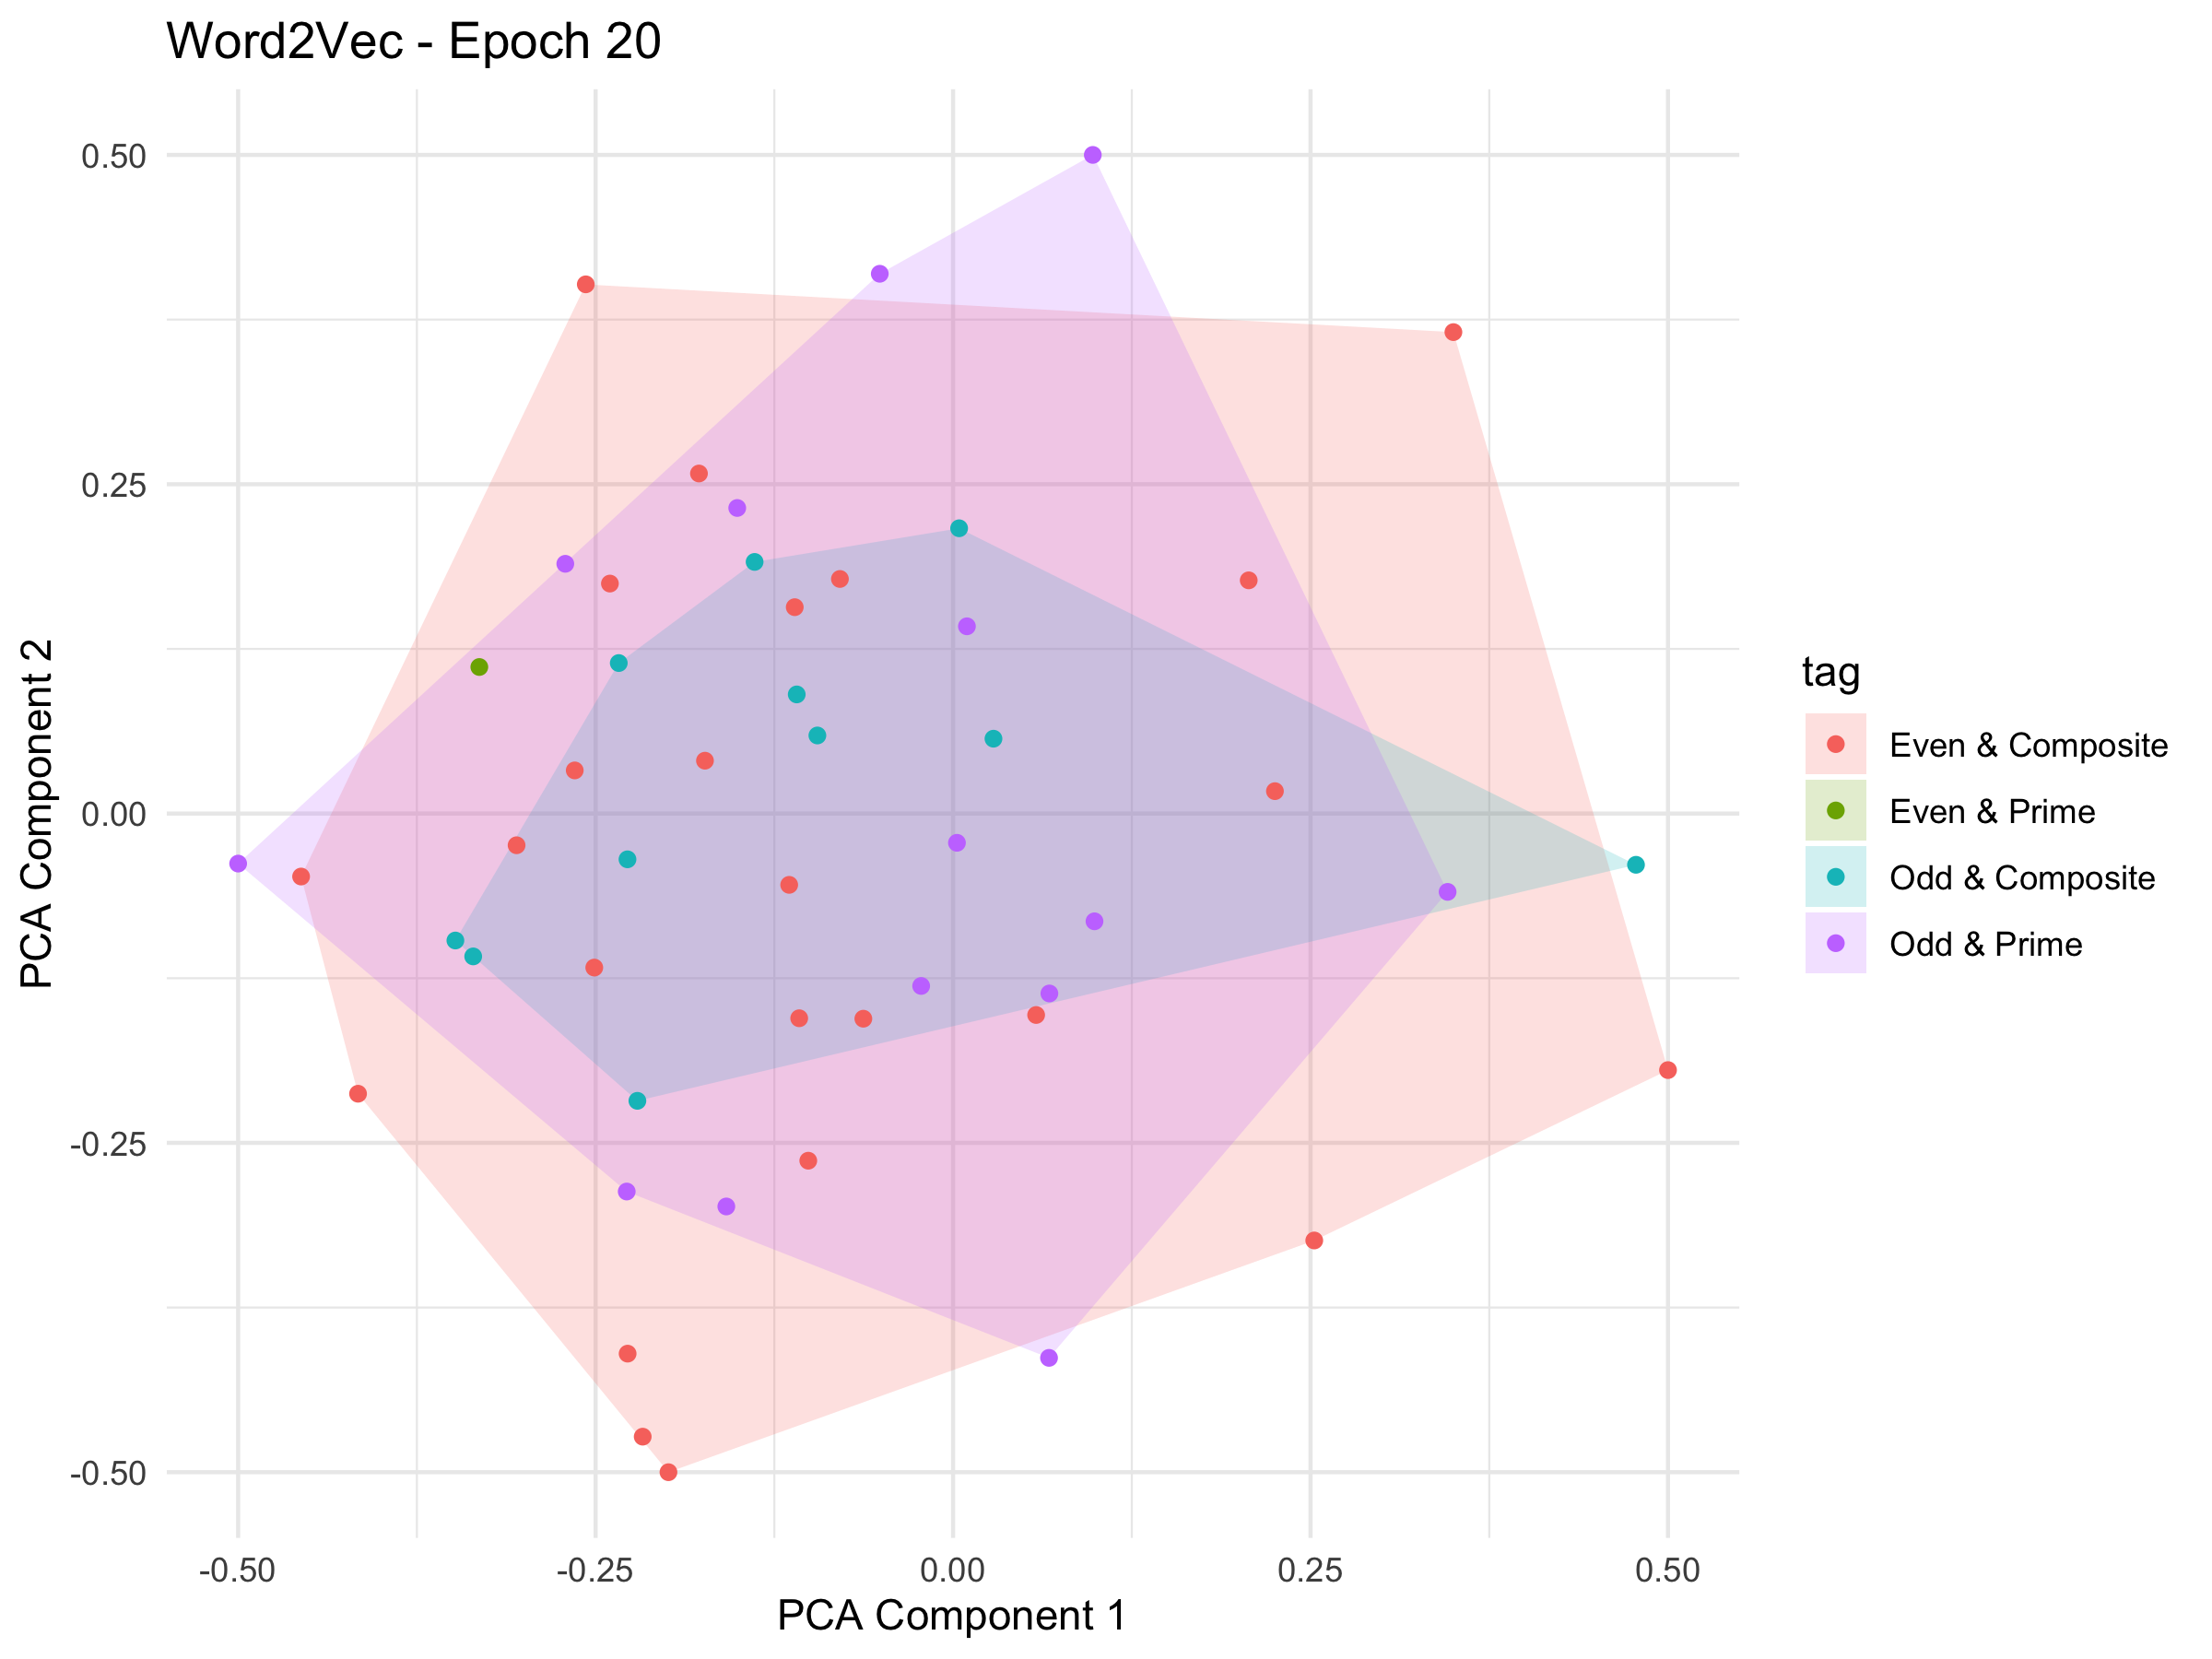 Word2Vec - Epoch 20
0.50
0.25
0.00
-0.25
-0.50
PCA Component 2
-0.50
-0.25
0.00
0.25
0.50
PCA Component 1
tag
Even & Composite
Even & Prime
Odd & Composite
Odd & Prime